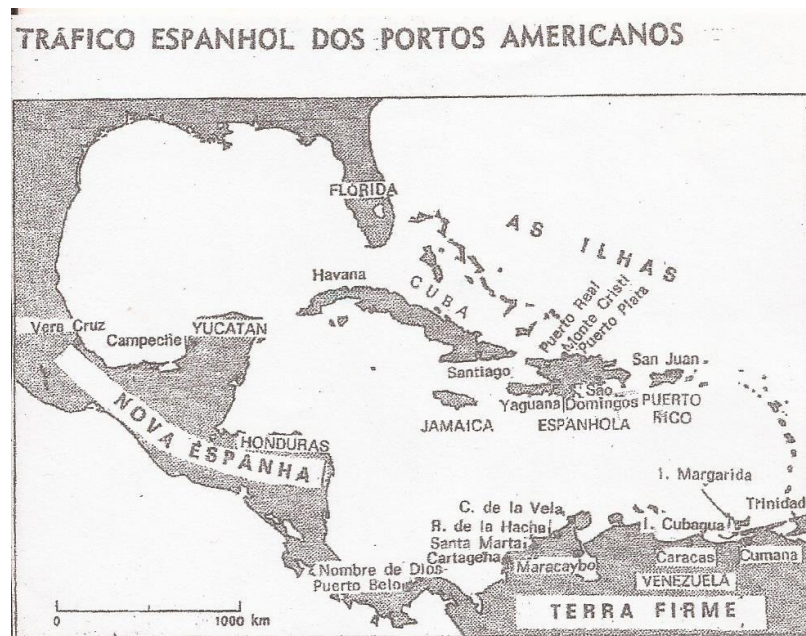 TRÁFICO ESPANHOL DOS PORTOS AMERICANOS
FLÓRIDA
AS ILHAS
Havana
CUBA
Puerto Real
Monte Cristi
Puerto Plata
Vera Cruz
Campeche
YUCATAN
Santiago
San Juan
JAMAICA
Yaguana
São
Domingos
ESPANHOLA
PUERTO
RICO
NOVA ESPANHA
HONDURAS
I. Margarida
Trinidad
C. de la Vela
R. de la Hacha
Santa Marta
Cartagena
I. Cubagua
Maracaybo
Caracas
Cumana
VENEZUELA
Nombre de Dios
Puerto Belo
TERRA FIRME
0 1000 km